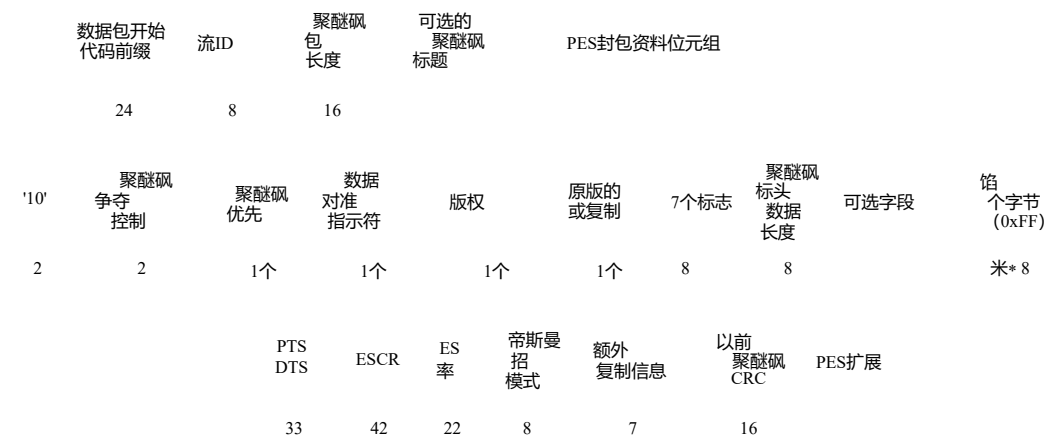 数据包开始
代码前缀
流ID
聚醚砜
包
长度
可选的
聚醚砜
标题
PES封包资料位元组
24
8
16
'10'
聚醚砜
争夺
控制
聚醚砜
优先
数据
对准
指示符
版权
原版的
或复制
7个标志
聚醚砜
标头
数据
长度
可选字段
馅
个字节
（0xFF）
2
2
1个
1个
1个
1个
8
8
米* 8
PTS
DTS
ESCR
ES
率
帝斯曼
招
模式
额外
复制信息
以前
聚醚砜
CRC
PES扩展
33
42
22
8
7
16